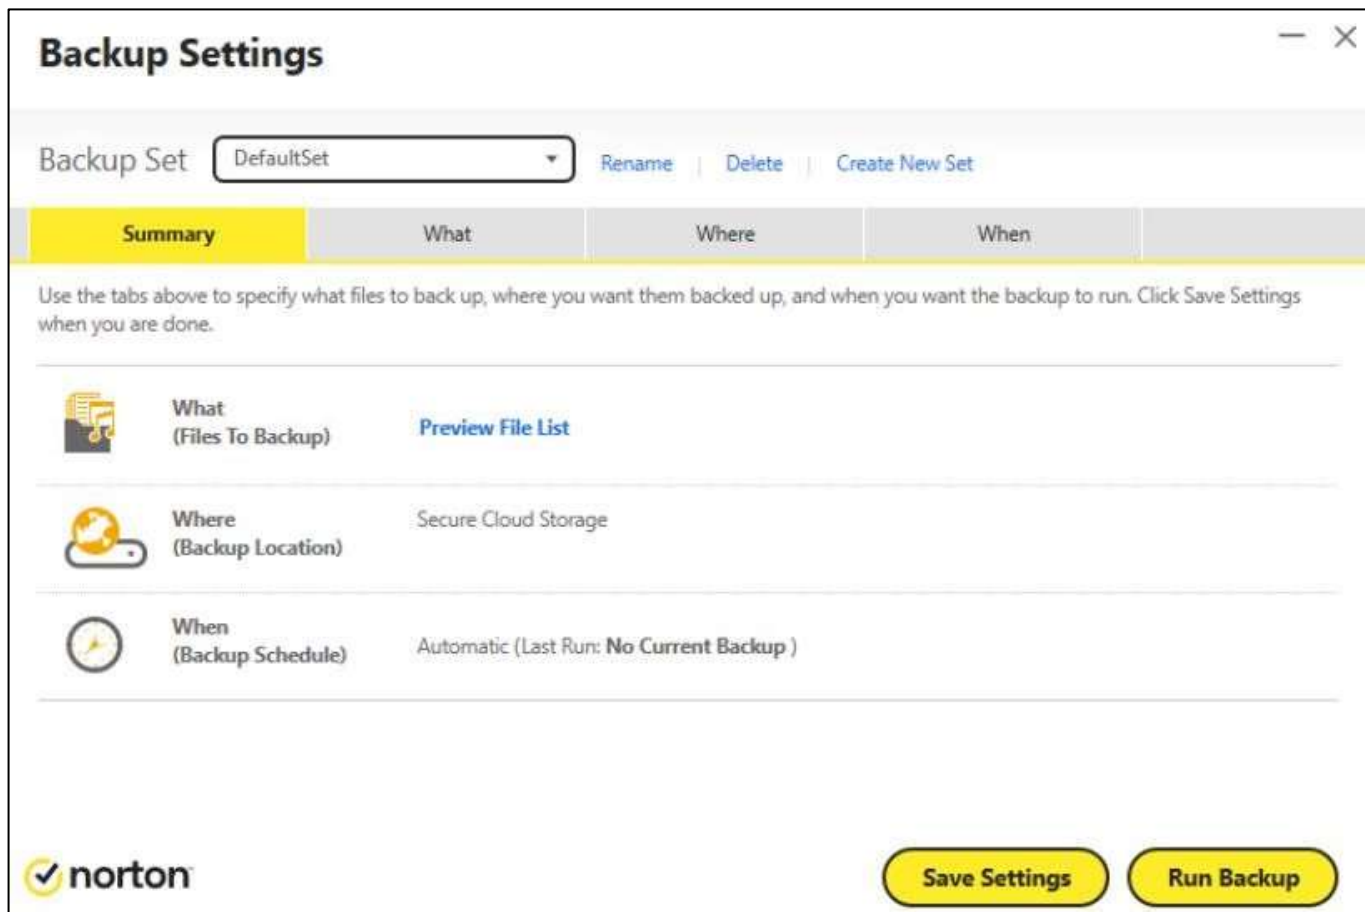 Backup Settings
Backup Set DefaultSet Rename | Delete | Create New Set
Summary What Where When
Use the tabs above to specify what files to back up, where you want them backed up, and when you want the backup to run. Click Save Settings
when you are done.
What
(Files To Backup)
Preview File List
Where
(Backup Location)
Secure Cloud Storage
When
(Backup Schedule)
Automatic (Last Run: No Current Backup )
norton
Save Settings Run Backup